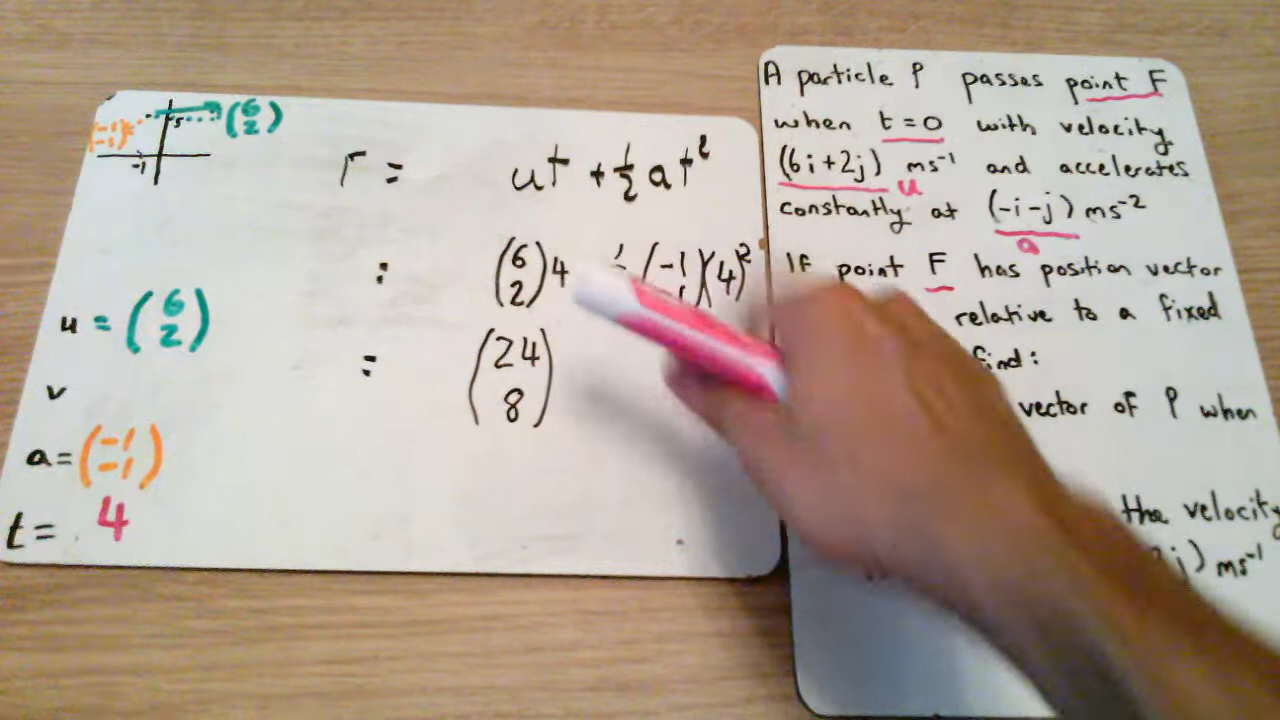 5
(6 2)
(-1 -1)
-1
r = ut + ½at²
= (6 2)4 (-1 )(4)²
= (24 8)
u = (6 2)
v
a = (-1 -1)
t = 4
A particle P passes point F
when t=0 with velocity
(6i+2j) ms⁻¹ and accelerates
u
constantly at (-i-j) ms⁻²
a
If point F has position vector
relative to a fixed
find:
vector of P when
the velocity
j) ms⁻¹